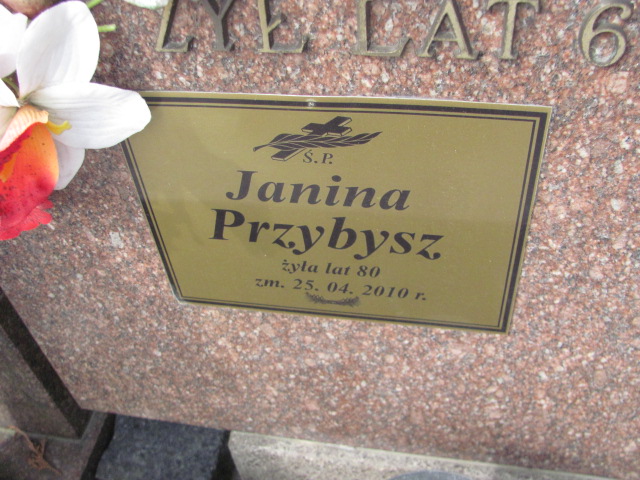 ŻYŁ LAT 6
Ś.P.
Janina
Przybysz
żyła lat 80
zm. 25. 04. 2010 r.